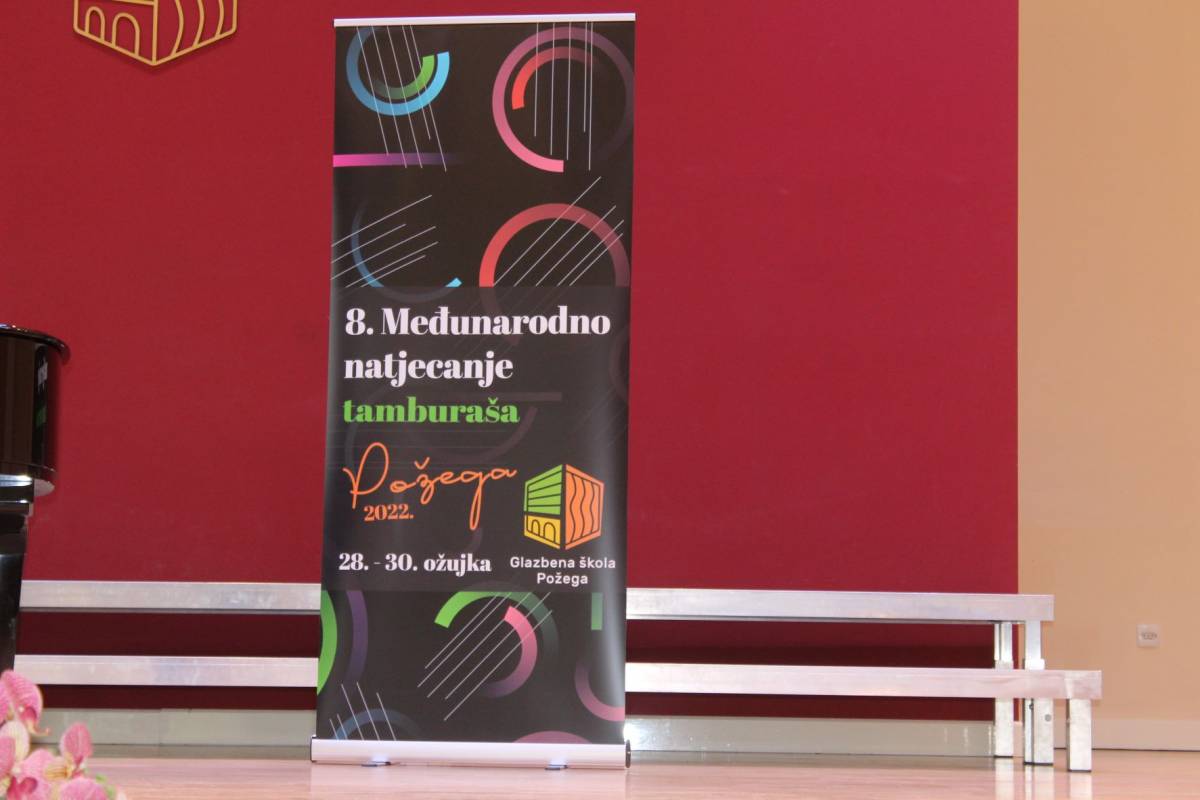 8. Međunarodno
natjecanje
tamburaša
Požega
2022.
28. - 30. ožujka
Glazbena škola
Požega